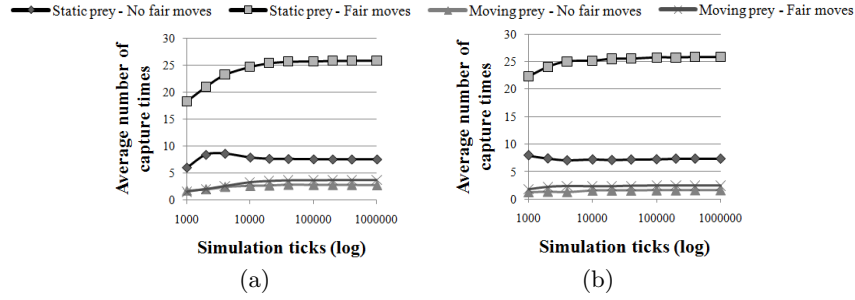 Static prey - No fair moves Static prey - Fair moves Moving prey - No fair moves Moving prey - Fair moves
Average number of
capture times
30
25
20
15
10
5
0
1000 10000 100000 1000000
Simulation ticks (log)
(a)
Average number of
capture times
30
25
20
15
10
5
0
1000 10000 100000 1000000
Simulation ticks (log)
(b)